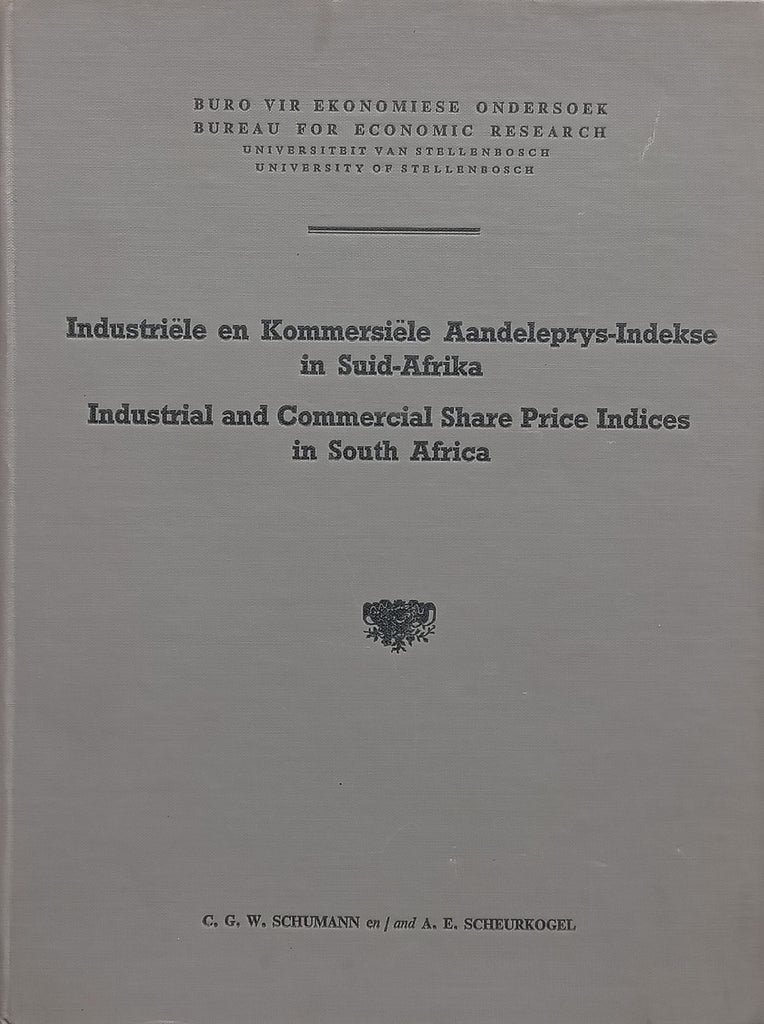 BURO VIR EKONOMIESE ONDERSOEK
BUREAU FOR ECONOMIC RESEARCH
UNIVERSITEIT VAN STELLENBOSCH
UNIVERSITY OF STELLENBOSCH
Industriële en Kommersiële Aandeleprys-Indekse
in Suid-Afrika
Industrial and Commercial Share Price Indices
in South Africa
C. G. W. SCHUMANN en / and A. E. SCHEURKOGEL